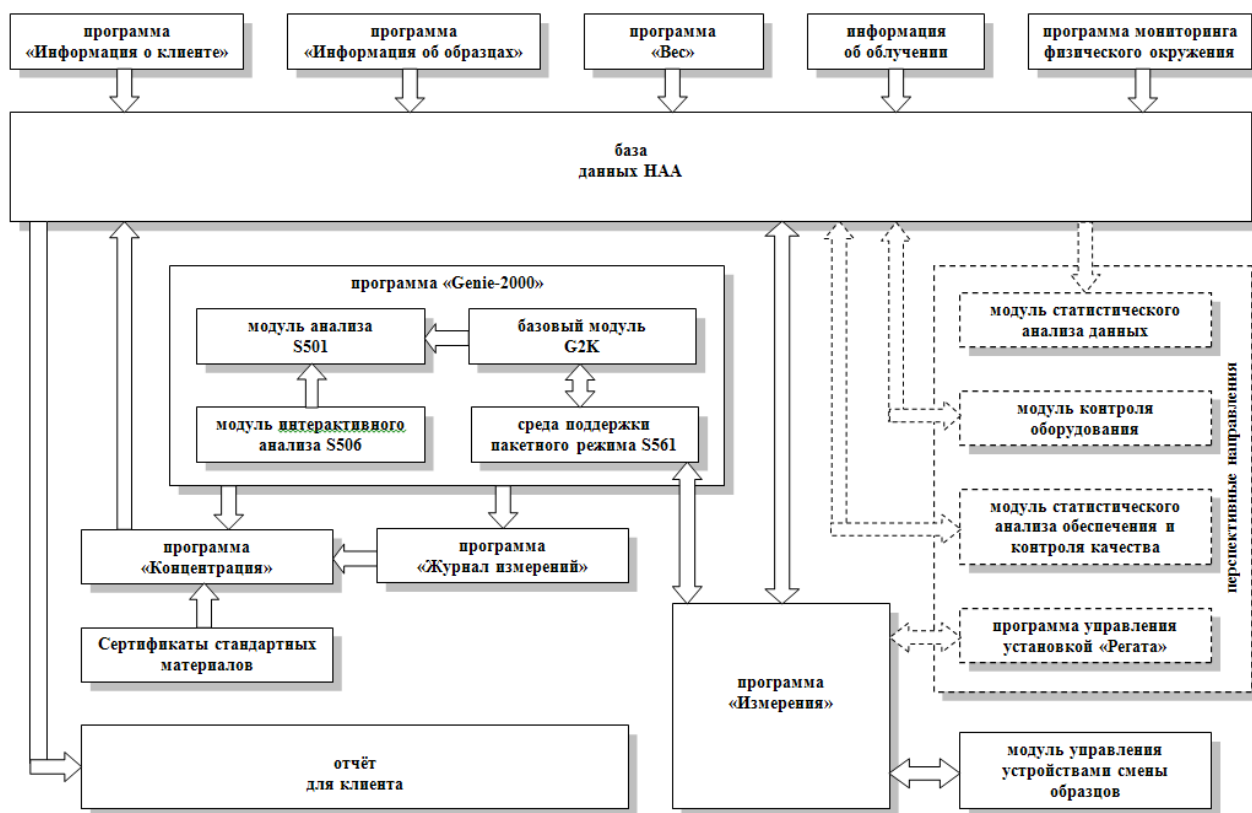 программа
«Информация о клиенте»
программа
«Информация об образцах»
программа
«Вес»
информация
об облучении
программа мониторинга
физического окружения
база
данных НАА
программа «Genie-2000»
модуль анализа
S501
базовый модуль
G2K
модуль интерактивного
анализа S506
среда поддержки
пакетного режима S561
модуль статистического
анализа данных
модуль контроля
оборудования
модуль статистического
анализа обеспечения и
контроля качества
программа управления
установкой «Регата»
перспективные направления
программа
«Концентрация»
программа
«Журнал измерений»
Сертификаты стандартных
материалов
программа
«Измерения»
отчёт
для клиента
модуль управления
устройствами смены
образцов